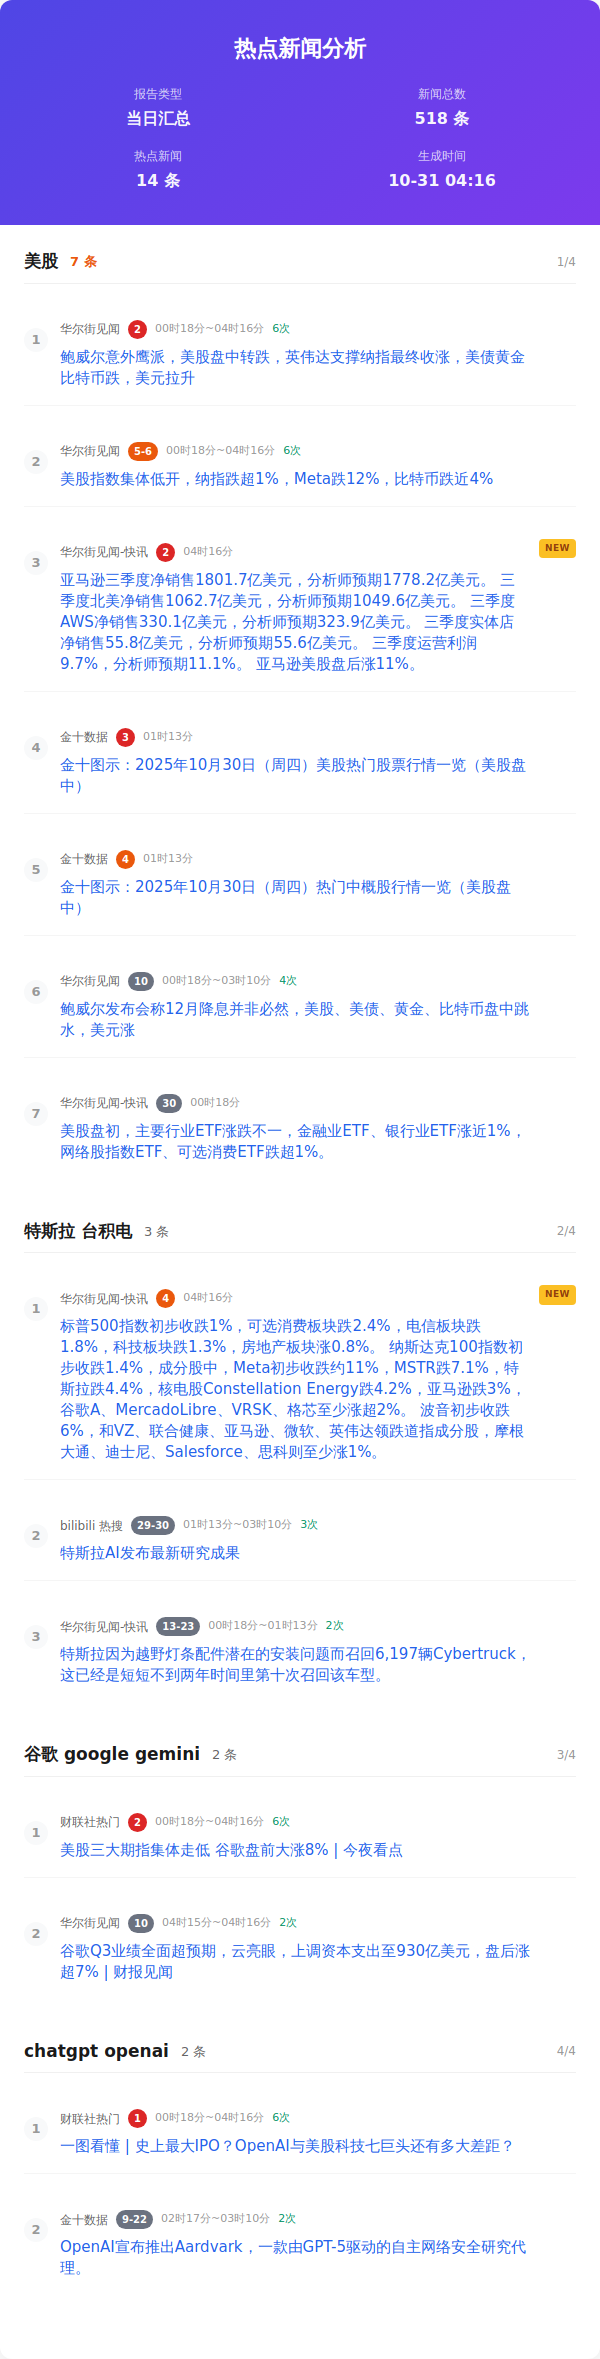 热点新闻分析
报告类型
新闻总数
当日汇总
518 条
热点新闻
生成时间
14 条
10-31 04:16
美股 7 条 1/4
1
华尔街见闻 2 00时18分~04时16分 6次
鲍威尔意外鹰派，美股盘中转跌，英伟达支撑纳指最终收涨，美债黄金
比特币跌，美元拉升
2
华尔街见闻 5-6 00时18分~04时16分 6次
美股指数集体低开，纳指跌超1%，Meta跌12%，比特币跌近4%
3
华尔街见闻-快讯 2 04时16分 NEW
亚马逊三季度净销售1801.7亿美元，分析师预期1778.2亿美元。 三
季度北美净销售1062.7亿美元，分析师预期1049.6亿美元。 三季度
AWS净销售330.1亿美元，分析师预期323.9亿美元。 三季度实体店
净销售55.8亿美元，分析师预期55.6亿美元。 三季度运营利润
9.7%，分析师预期11.1%。 亚马逊美股盘后涨11%。
4
金十数据 3 01时13分
金十图示：2025年10月30日（周四）美股热门股票行情一览（美股盘
中）
5
金十数据 4 01时13分
金十图示：2025年10月30日（周四）热门中概股行情一览（美股盘
中）
6
华尔街见闻 10 00时18分~03时10分 4次
鲍威尔发布会称12月降息并非必然，美股、美债、黄金、比特币盘中跳
水，美元涨
7
华尔街见闻-快讯 30 00时18分
美股盘初，主要行业ETF涨跌不一，金融业ETF、银行业ETF涨近1%，
网络股指数ETF、可选消费ETF跌超1%。
特斯拉 台积电 3 条 2/4
1
华尔街见闻-快讯 4 04时16分 NEW
标普500指数初步收跌1%，可选消费板块跌2.4%，电信板块跌
1.8%，科技板块跌1.3%，房地产板块涨0.8%。 纳斯达克100指数初
步收跌1.4%，成分股中，Meta初步收跌约11%，MSTR跌7.1%，特
斯拉跌4.4%，核电股Constellation Energy跌4.2%，亚马逊跌3%，
谷歌A、MercadoLibre、VRSK、格芯至少涨超2%。 波音初步收跌
6%，和VZ、联合健康、亚马逊、微软、英伟达领跌道指成分股，摩根
大通、迪士尼、Salesforce、思科则至少涨1%。
2
bilibili 热搜 29-30 01时13分~03时10分 3次
特斯拉AI发布最新研究成果
3
华尔街见闻-快讯 13-23 00时18分~01时13分 2次
特斯拉因为越野灯条配件潜在的安装问题而召回6,197辆Cybertruck，
这已经是短短不到两年时间里第十次召回该车型。
谷歌 google gemini 2 条 3/4
1
财联社热门 2 00时18分~04时16分 6次
美股三大期指集体走低 谷歌盘前大涨8% | 今夜看点
2
华尔街见闻 10 04时15分~04时16分 2次
谷歌Q3业绩全面超预期，云亮眼，上调资本支出至930亿美元，盘后涨
超7% | 财报见闻
chatgpt openai 2 条 4/4
1
财联社热门 1 00时18分~04时16分 6次
一图看懂 | 史上最大IPO？OpenAI与美股科技七巨头还有多大差距？
2
金十数据 9-22 02时17分~03时10分 2次
OpenAI宣布推出Aardvark，一款由GPT-5驱动的自主网络安全研究代
理。